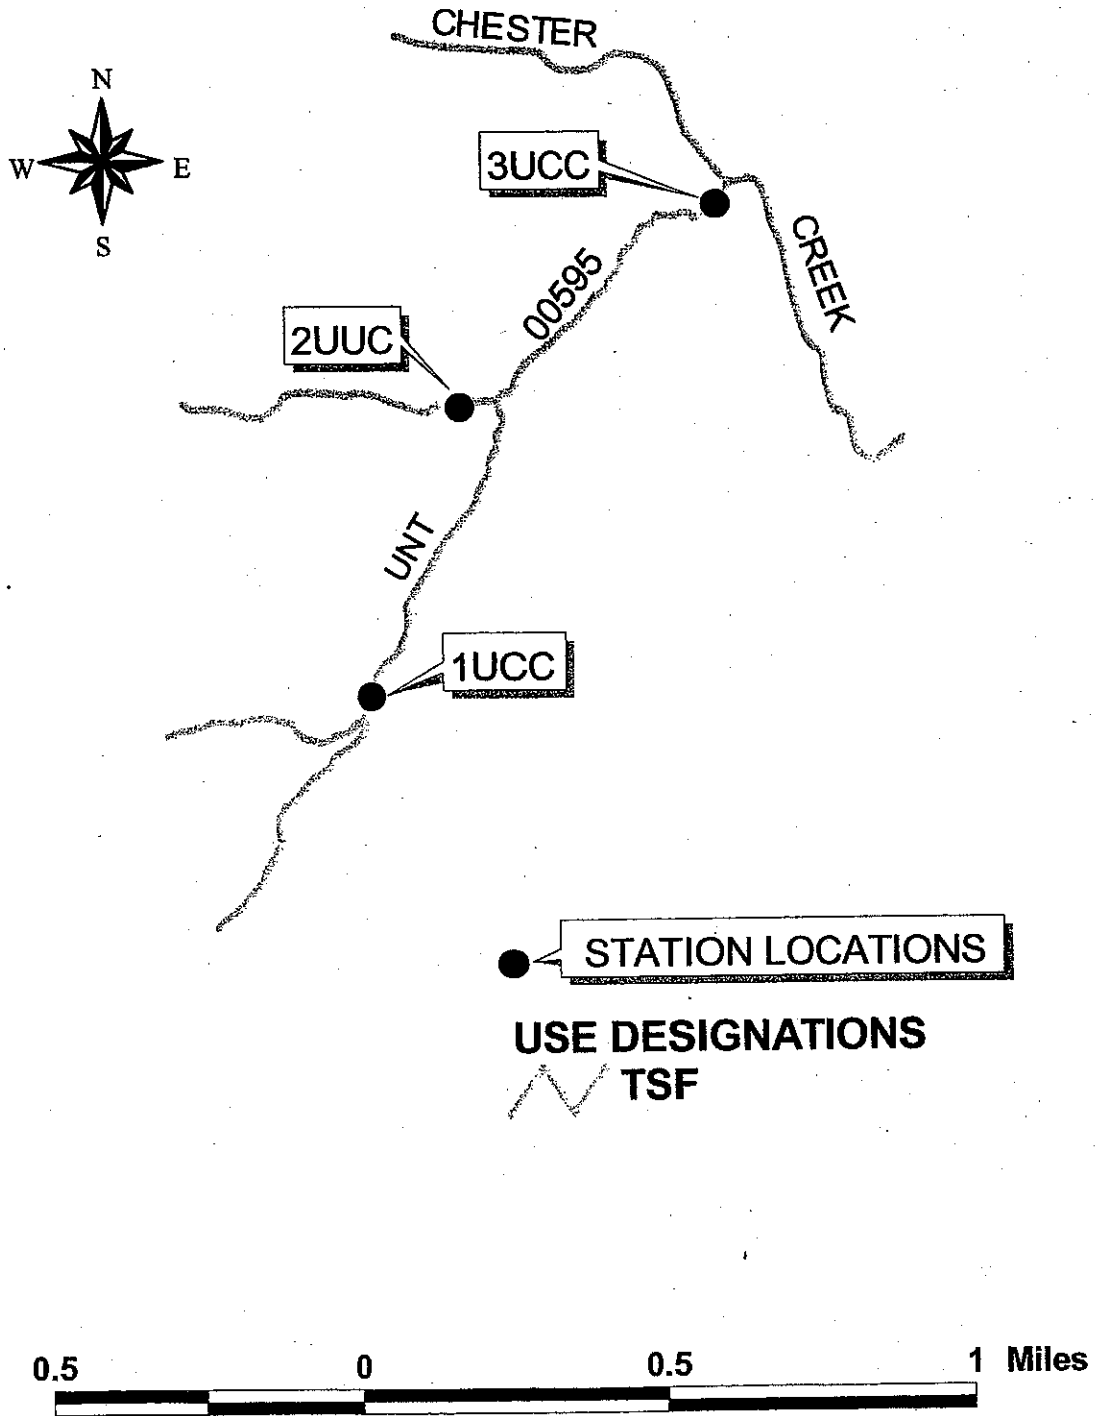 CHESTER
N
W
E
S
3UCC
CREEK
00595
2UUC
UNT
1UCC
STATION LOCATIONS
USE DESIGNATIONS
TSF
0.5 0 0.5 1 Miles